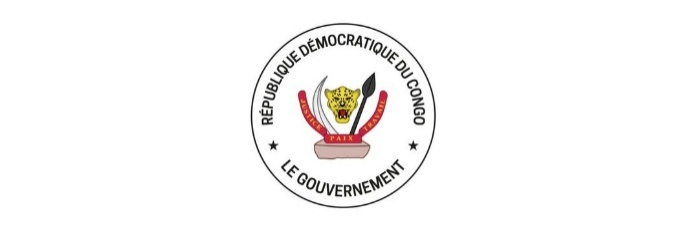 RÉPUBLIQUE DÉMOCRATIQUE DU CONGO
JUSTICE PAIX TRAVAIL
LE GOUVERNEMENT